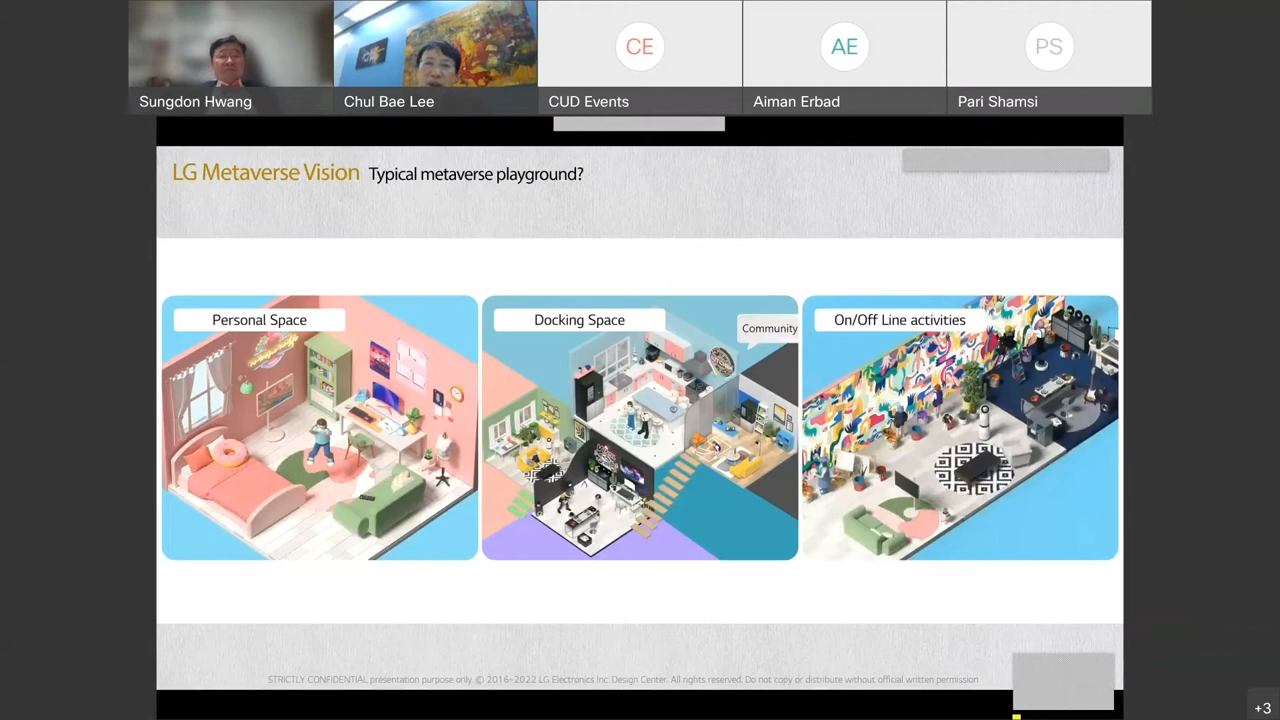 CE
AE
PS
Sungdon Hwang
Chul Bae Lee
CUD Events
Aiman Erbad
Pari Shamsi
LG Metaverse Vision Typical metaverse playground?
Personal Space
Docking Space
Community
On/Off Line activities
STRICTLY CONFIDENTIAL presentation purpose only. © 2016~2022 LG Electronics Inc. Design Center. All rights reserved. Do not copy or distribute without official written permission
+3